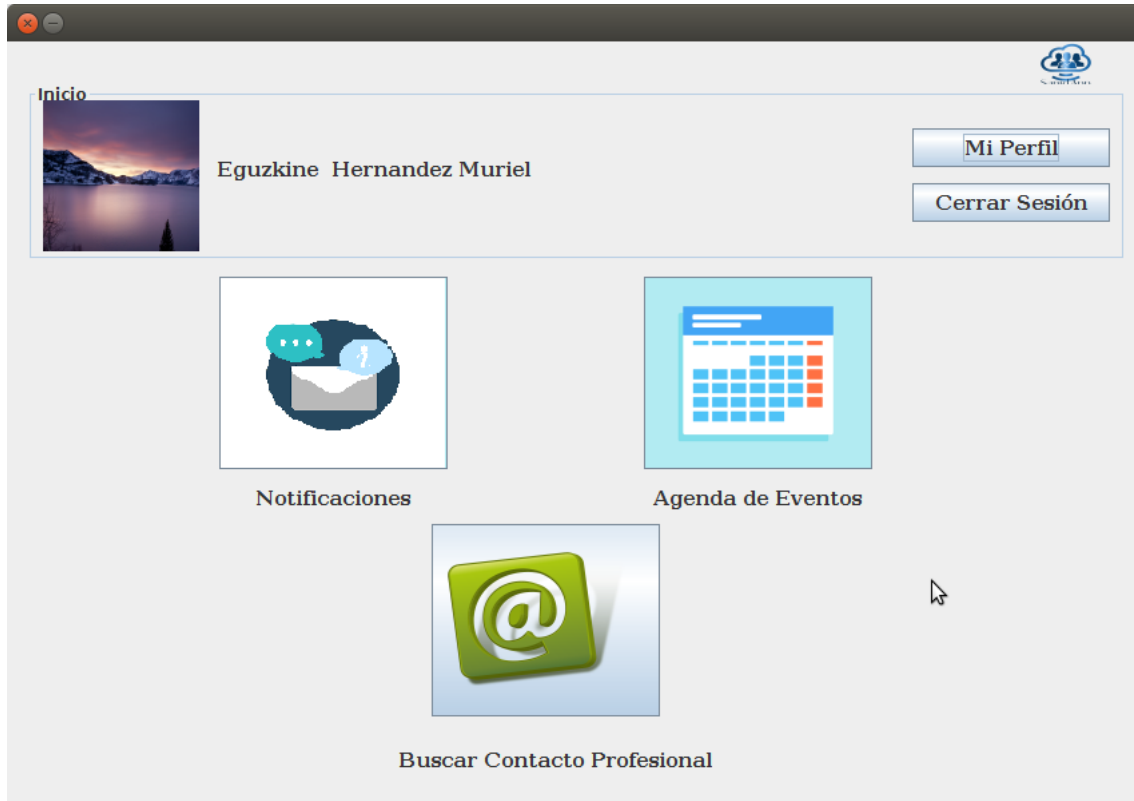 Inicio
Eguzkine Hernandez Muriel
Mi Perfil
Cerrar Sesión
Notificaciones
Agenda de Eventos
Buscar Contacto Profesional